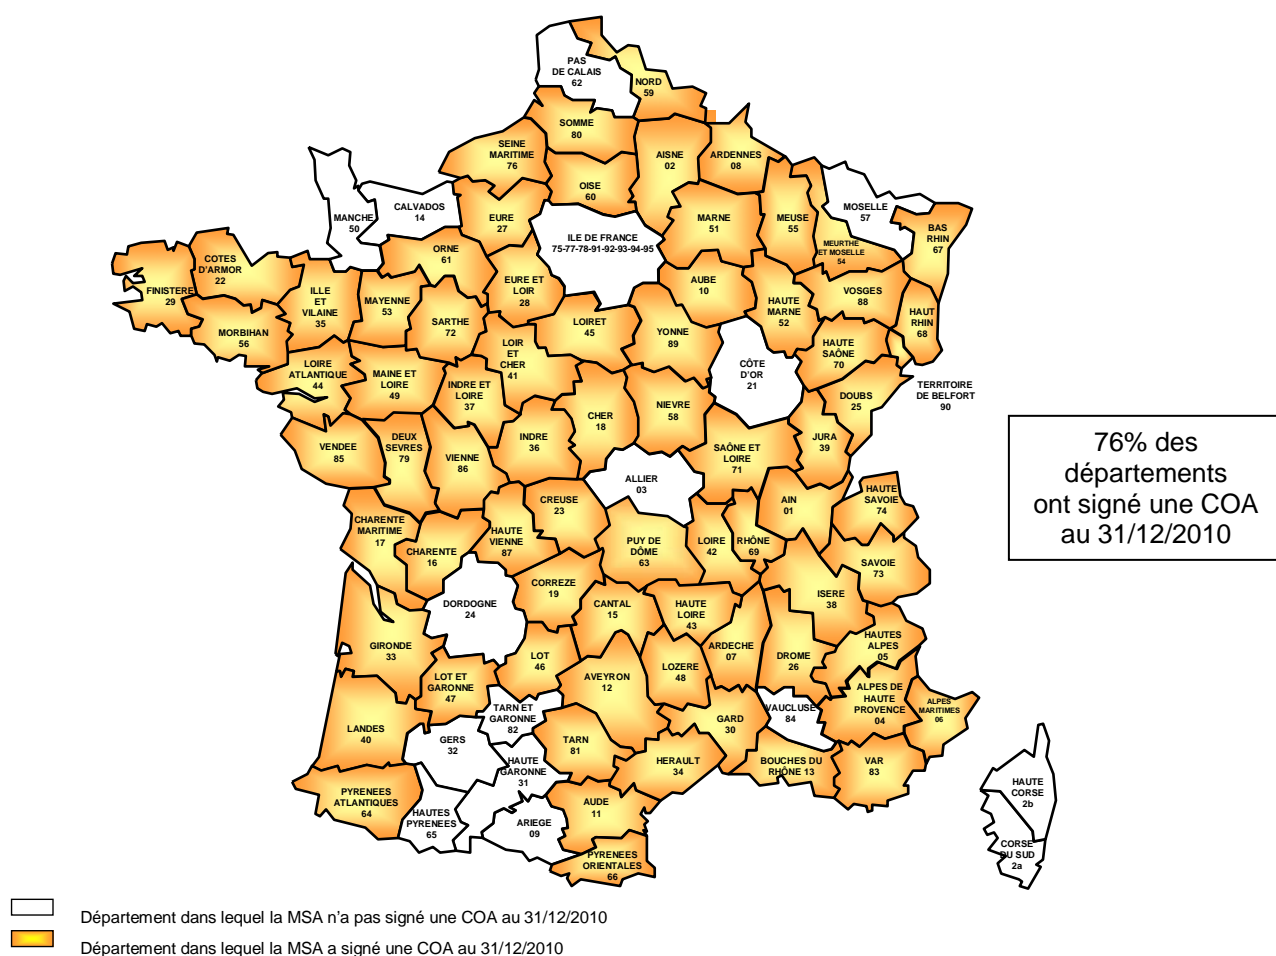 PAS
DE CALAIS
62
NORD
59
SOMME
80
SEINE
MARITIME
76
AISNE
02
ARDENNES
08
OISE
60
MANCHE
50
CALVADOS
14
EURE
27
ILE DE FRANCE
75-77-78-91-92-93-94-95
MARNE
51
MEUSE
55
MOSELLE
57
MEURTHE
ET MOSELLE
54
BAS
RHIN
67
COTES
D'ARMOR
22
FINISTERE
29
MORBIHAN
56
ILLE
ET
VILAINE
35
ORNE
61
MAYENNE
53
SARTHE
72
EURE ET
LOIR
28
LOIRET
45
YONNE
89
AUBE
10
HAUTE
MARNE
52
VOSGES
88
HAUT
RHIN
68
HAUTE
SAÔNE
70
TERRITOIRE
DE BELFORT
90
LOIRE
ATLANTIQUE
44
MAINE ET
LOIRE
49
INDRE ET
LOIRE
37
LOIR
ET
CHER
41
CHER
18
NIEVRE
58
CÔTE
D'OR
21
DOUBS
25
JURA
39
VENDEE
85
DEUX
SEVRES
79
VIENNE
86
INDRE
36
ALLIER
03
SAÔNE ET
LOIRE
71
76% des
départements
ont signé une COA
au 31/12/2010
CHARENTE
MARITIME
17
CHARENTE
16
HAUTE
VIENNE
87
CREUSE
23
PUY DE
DÔME
63
LOIRE
42
RHÔNE
69
AIN
01
HAUTE
SAVOIE
74
SAVOIE
73
ISERE
38
DORDOGNE
24
CORREZE
19
CANTAL
15
HAUTE
LOIRE
43
ARDECHE
07
DROME
26
HAUTES
ALPES
05
GIRONDE
33
LOT ET
GARONNE
47
LOT
46
AVEYRON
12
LOZERE
48
VAUCLUSE
84
ALPES DE
HAUTE
PROVENCE
04
ALPES
MARITIMES
06
LANDES
40
GERS
32
TARN ET
GARONNE
82
TARN
81
GARD
30
HERAULT
34
BOUCHES DU
RHÔNE 13
VAR
83
PYRENEES
ATLANTIQUES
64
HAUTES
PYRENEES
65
HAUTE
GARONNE
31
ARIEGE
09
AUDE
11
PYRENEES
ORIENTALES
66
HAUTE
CORSE
2b
CORSE
DU SUD
2a
Département dans lequel la MSA n'a pas signé une COA au 31/12/2010
Département dans lequel la MSA a signé une COA au 31/12/2010